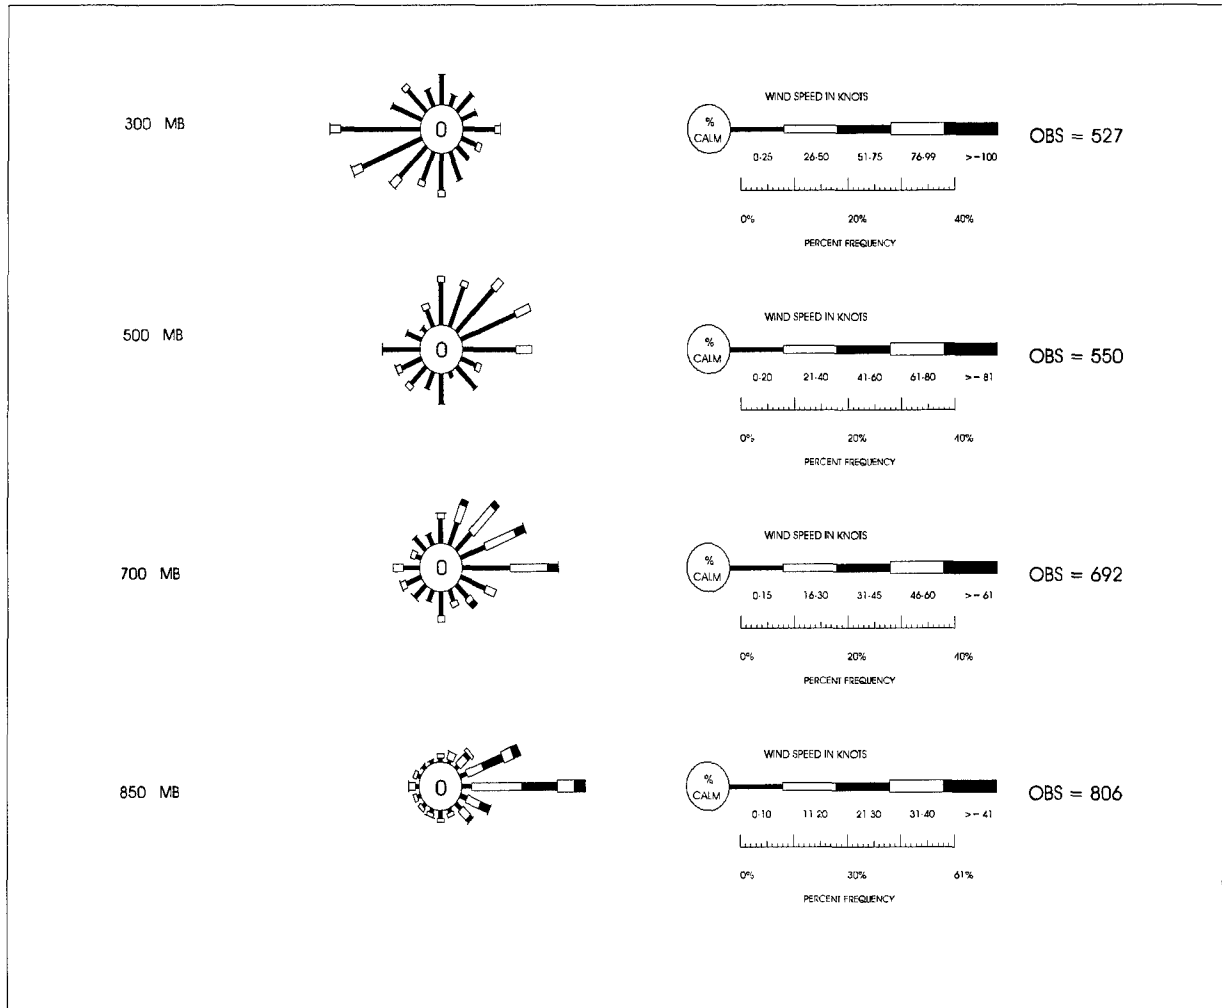 WIND SPEED IN KNOTS
300 MB
0
%
CALM
OBS = 527
0-25 26-50 51-75 76-99 >-100
0% 20% 40%
PERCENT FREQUENCY
WIND SPEED IN KNOTS
500 MB
0
%
CALM
OBS = 550
0-20 21-40 41-60 61-80 >-81
0% 20% 40%
PERCENT FREQUENCY
WIND SPEED IN KNOTS
700 MB
0
%
CALM
OBS = 692
0-15 16-30 31-45 46-60 >-61
0% 20% 40%
PERCENT FREQUENCY
WIND SPEED IN KNOTS
850 MB
0
%
CALM
OBS = 806
0-10 11-20 21-30 31-40 >-41
0% 30% 61%
PERCENT FREQUENCY